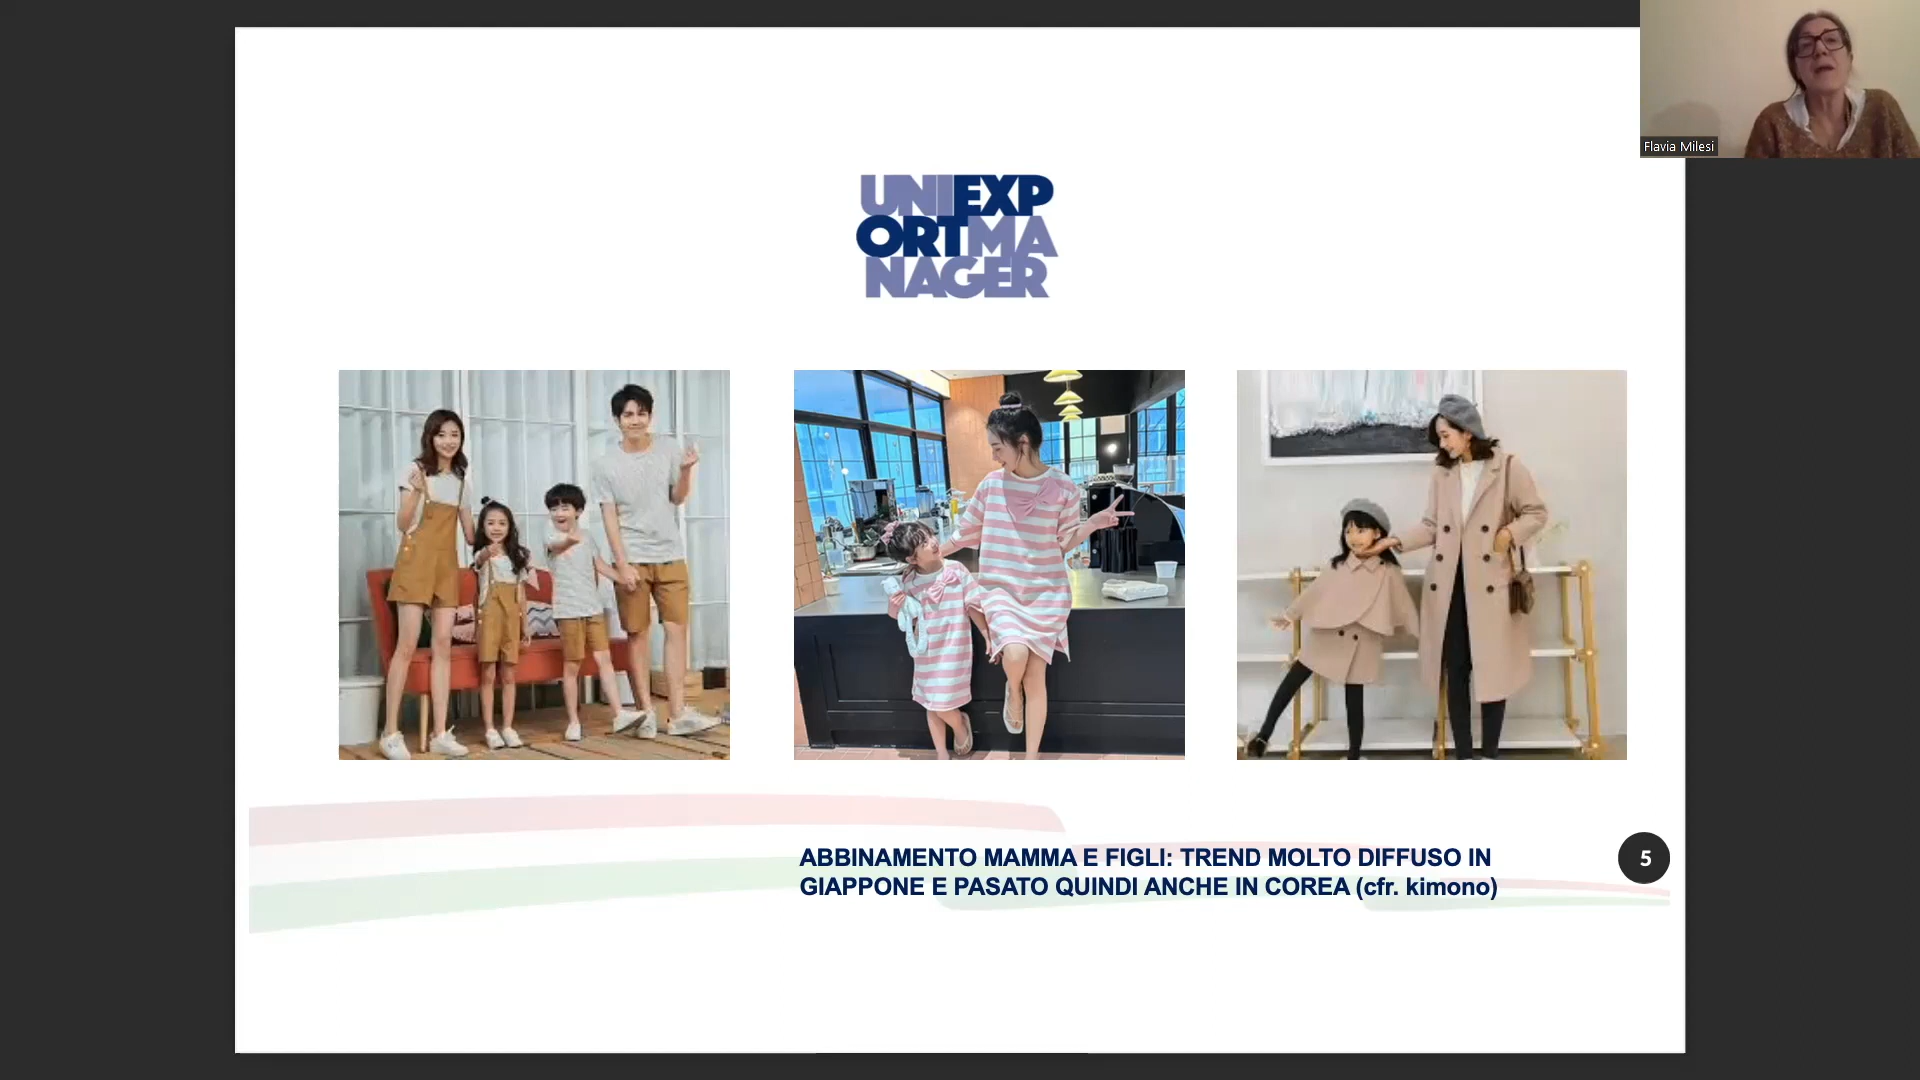 Flavia Milesi
UNIEXP
ORTMA
NAGER
ABBINAMENTO MAMMA E FIGLI: TREND MOLTO DIFFUSO IN
GIAPPONE E PASATO QUINDI ANCHE IN COREA (cfr. kimono)
5